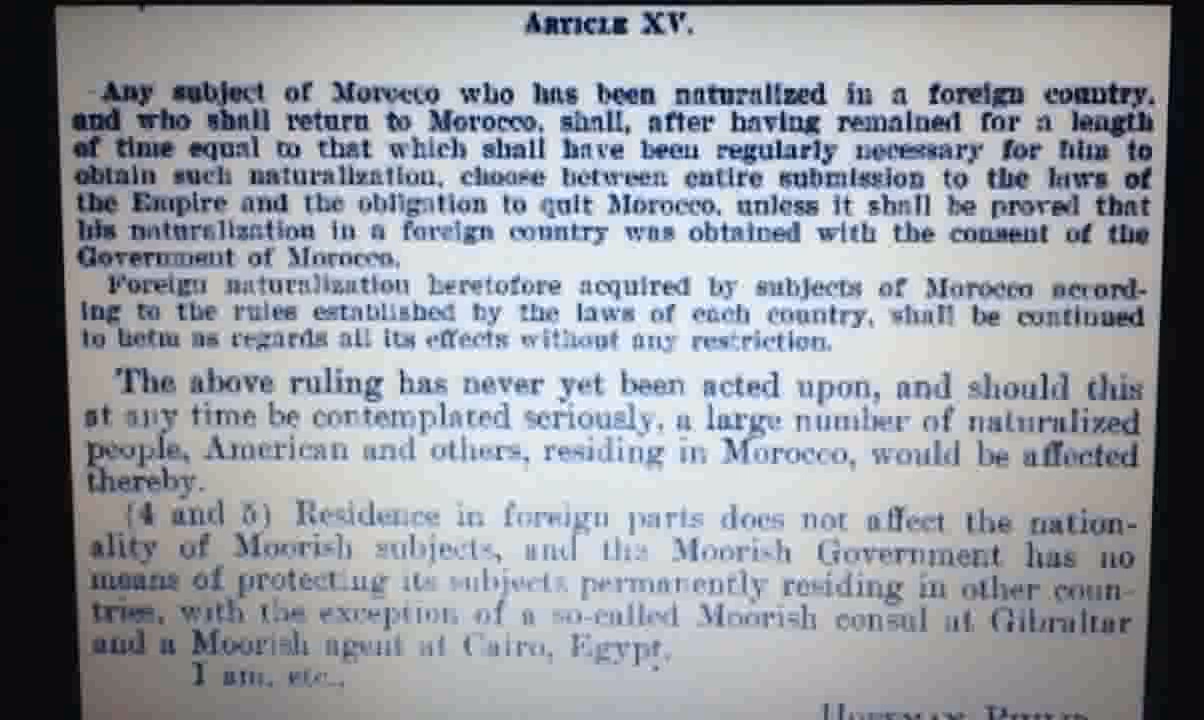 ARTICLE XV.
Any subject of Morocco who has been naturalized in a foreign country,
and who shall return to Morocco, shall, after having remained for a length
of time equal to that which shall have been regularly necessary for him to
obtain such naturalization, choose between entire submission to the laws of
the Empire and the obligation to quit Morocco, unless it shall be proved that
his naturalization in a foreign country was obtained with the consent of the
Government of Morocco.
Foreign naturalization heretofore acquired by subjects of Morocco accord-
ing to the rules established by the laws of each country, shall be continued
to hetm as regards all its effects without any restriction.
The above ruling has never yet been acted upon, and should this
at any time be contemplated seriously, a large number of naturalized
people, American and others, residing in Morocco, would be affected
thereby.
(4 and 5) Residence in foreign parts does not affect the nation-
ality of Moorish subjects, and the Moorish Government has no
means of protecting its subjects permanently residing in other coun-
tries, with the exception of a so-called Moorish consul at Gibraltar
and a Moorish agent at Cairo, Egypt.
I am, etc.,
HOFFMAN PHILIP